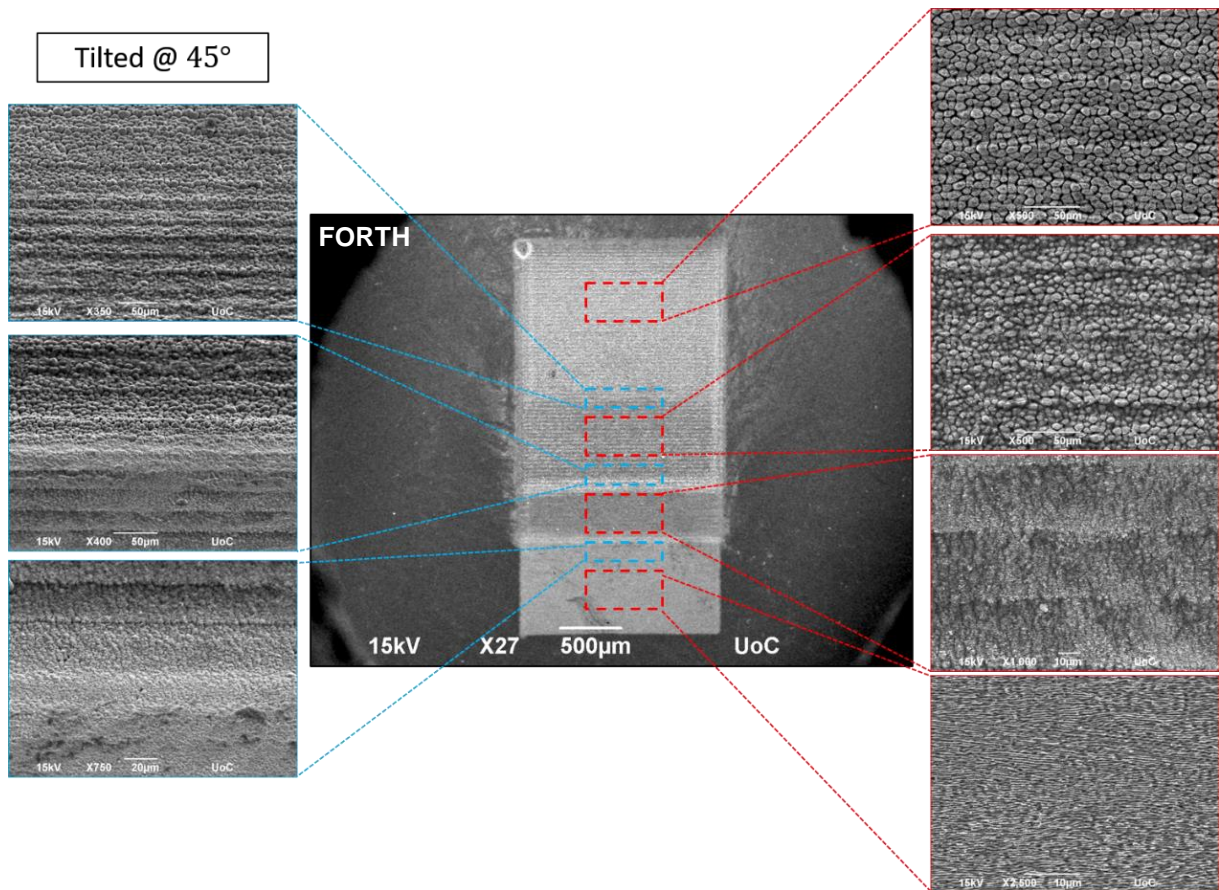 Tilted @ 45°
15kV X350 50µm UoC
15kV X400 50µm UoC
15kV X750 20µm UoC
FORTH
15kV X27 500µm UoC
15kV X500 50µm UoC
15kV X500 50µm UoC
15kV X1,000 10µm UoC
15kV X2,500 10µm UoC